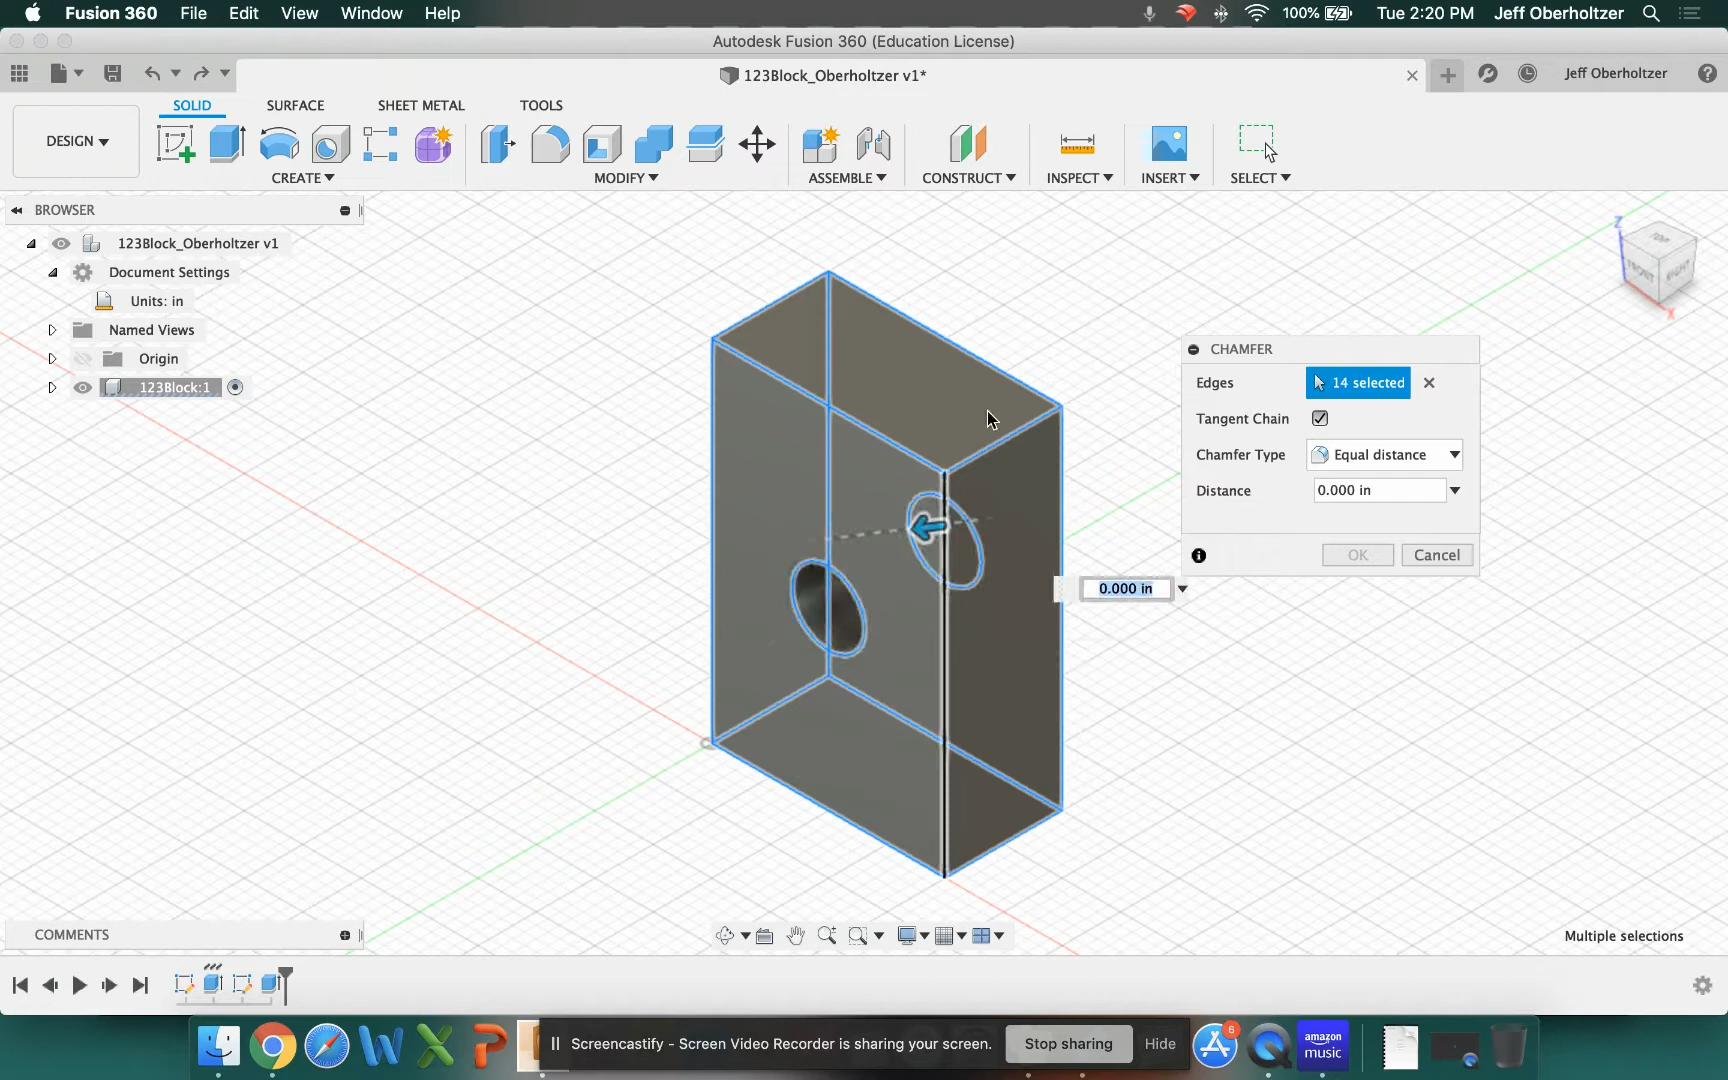 Fusion 360 File Edit View Window Help 100% Tue 2:20 PM Jeff Oberholtzer
Autodesk Fusion 360 (Education License)
123Block_Oberholtzer v1* Jeff Oberholtzer
SOLID SURFACE SHEET METAL TOOLS
DESIGN
CREATE MODIFY ASSEMBLE CONSTRUCT INSPECT INSERT SELECT
BROWSER
123Block_Oberholtzer v1
Document Settings
Units: in
Named Views
Origin
123Block:1
Z
TOP
FRONT RIGHT
X
CHAMFER
Edges 14 selected
Tangent Chain
Chamfer Type Equal distance
Distance 0.000 in
OK Cancel
0.000 in
COMMENTS
Multiple selections
Screencastify - Screen Video Recorder is sharing your screen. Stop sharing Hide
6
amazon
music